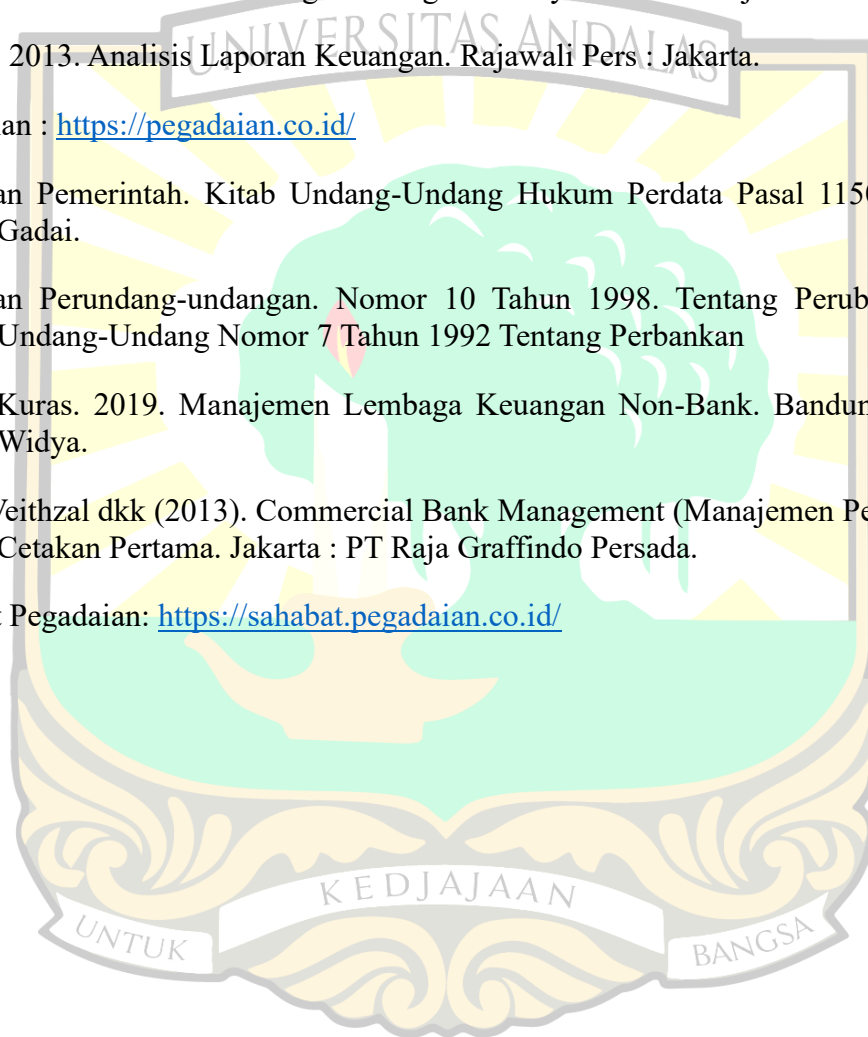 UNIVERSITAS ANDALAS
2013. Analisis Laporan Keuangan. Rajawali Pers : Jakarta.
an : https://pegadaian.co.id/
an Pemerintah. Kitab Undang-Undang Hukum Perdata Pasal 1150
Gadai.
an Perundang-undangan. Nomor 10 Tahun 1998. Tentang Perub
Undang-Undang Nomor 7 Tahun 1992 Tentang Perbankan
Kuras. 2019. Manajemen Lembaga Keuangan Non-Bank. Bandun
Widya.
Veithzal dkk (2013). Commercial Bank Management (Manajemen Pe
Cetakan Pertama. Jakarta : PT Raja Graffindo Persada.
t Pegadaian: https://sahabat.pegadaian.co.id/
KEDJAJAAN
UNTUK
BANGSA